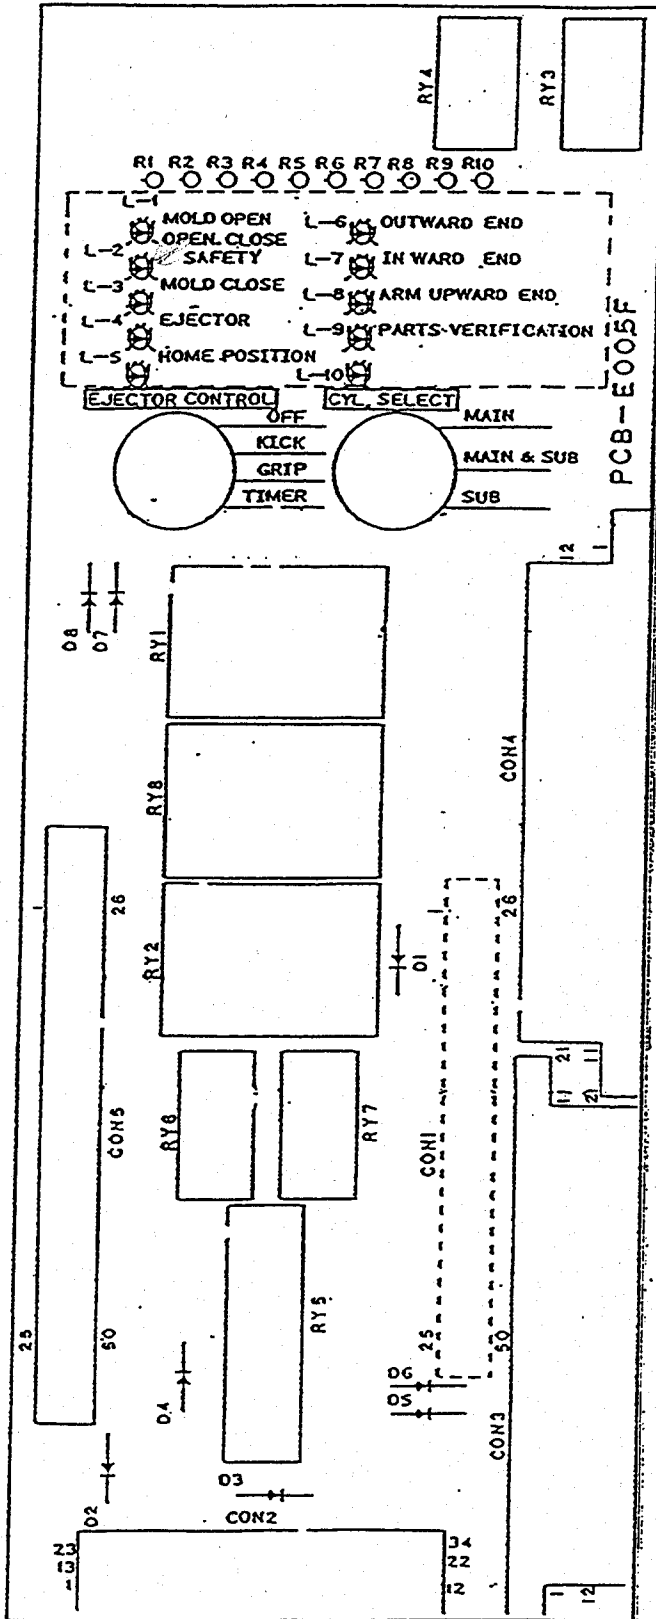 RY4
RY3
R1 R2 R3 R4 R5 R6 R7 R8 R9 R10
L-1
MOLD OPEN
L-6 OUTWARD END
L-2 OPEN.CLOSE
SAFETY
L-7 IN WARD END
L-3 MOLD CLOSE
L-8 ARM UPWARD END
L-4 EJECTOR
L-9 PARTS-VERIFICATION
L-5 HOME POSITION
L-10
PCB-E005F
EJECTOR CONTROL
CYL. SELECT
OFF
MAIN
KICK
MAIN & SUB
GRIP
TIMER
SUB
12 1
D8
D7
RY1
CON4
RY8
1
26
RY2
D1
1
26
21 11
11 21
CON5
RY6
RY7
CON1
RY5
25
50
25
50
D6
D5
D4
CON3
D3
D2
CON2
23
13
1
34
22
12
1
12